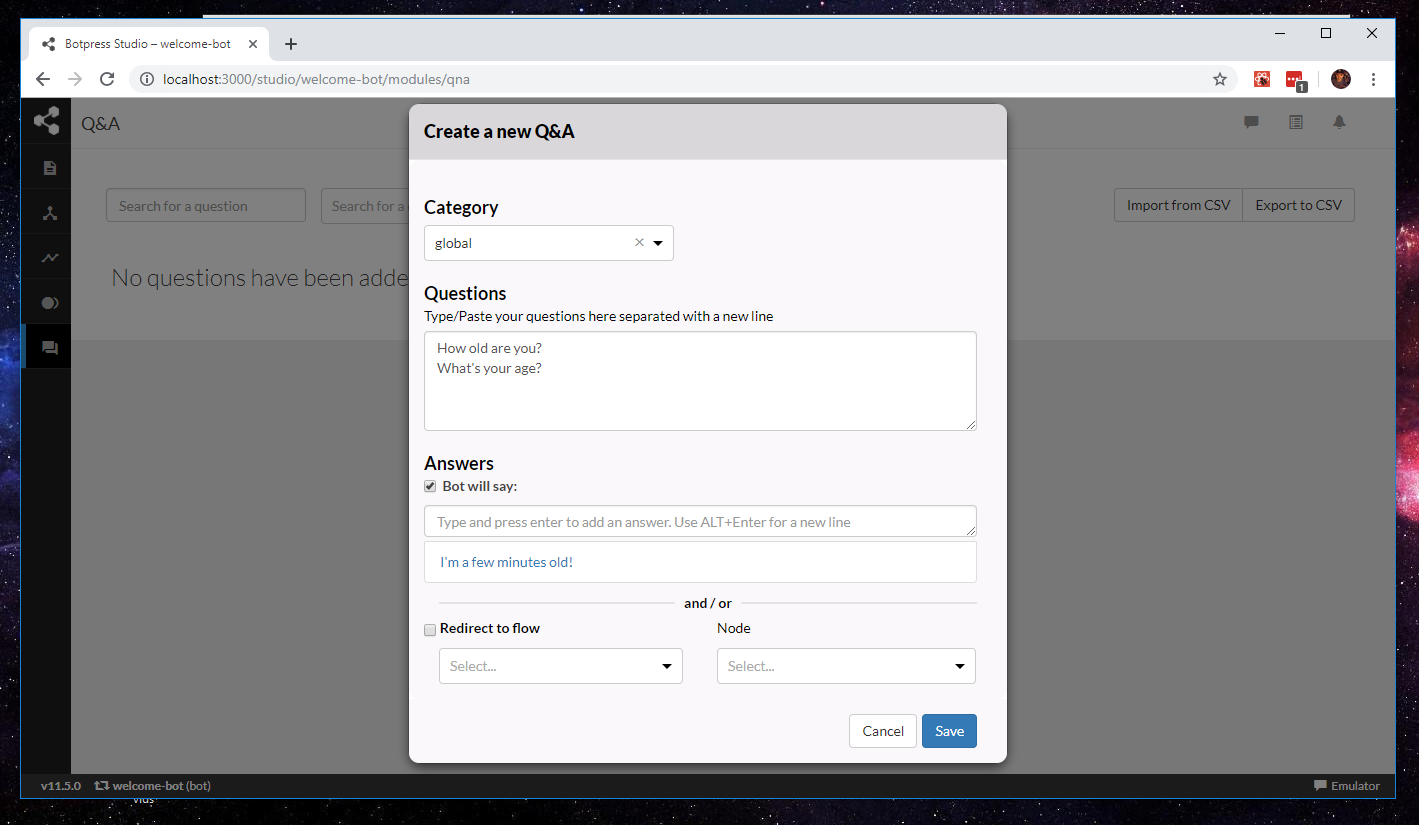 Botpress Studio – welcome-bot
localhost:3000/studio/welcome-bot/modules/qna
1
Q&A
Search for a question
Search for a
Import from CSV
Export to CSV
No questions have been adde
Create a new Q&A
Category
global
Questions
Type/Paste your questions here separated with a new line
How old are you?
What's your age?
Answers
Bot will say:
Type and press enter to add an answer. Use ALT+Enter for a new line
I'm a few minutes old!
and / or
Redirect to flow
Node
Select...
Select...
Cancel
Save
v11.5.0
welcome-bot (bot)
Emulator
vids